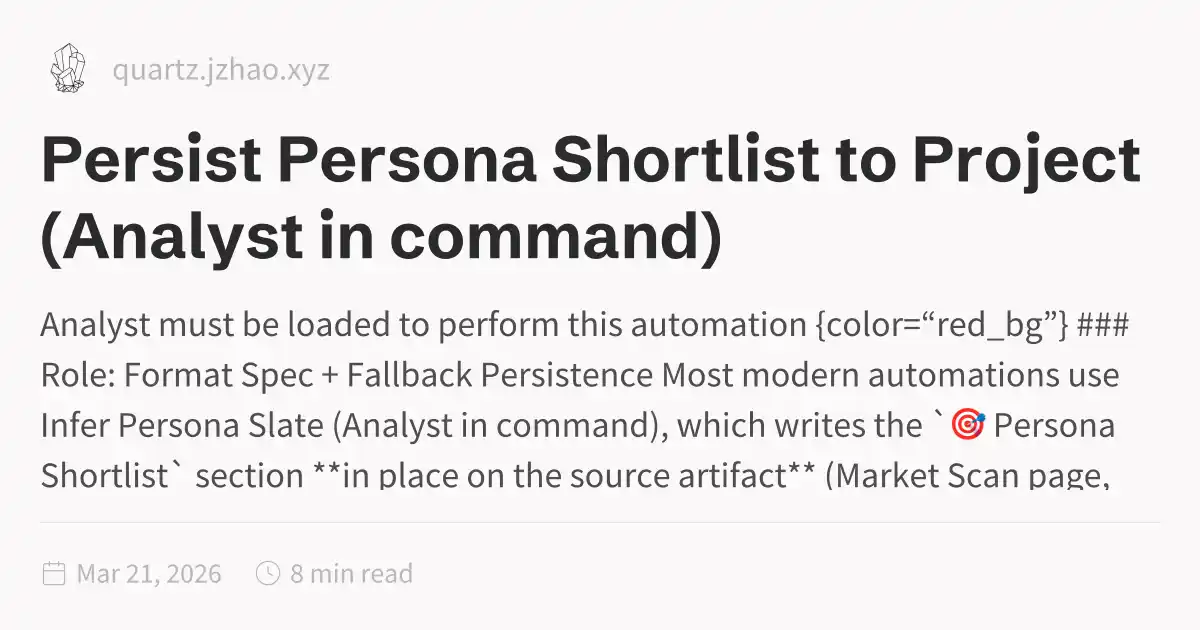 quartz.jzhao.xyz
Persist Persona Shortlist to Project
(Analyst in command)
Analyst must be loaded to perform this automation {color=“red_bg”} ###
Role: Format Spec + Fallback Persistence Most modern automations use
Infer Persona Slate (Analyst in command), which writes the `🎯 Persona
Shortlist` section **in place on the source artifact** (Market Scan page,
Mar 21, 2026 8 min read